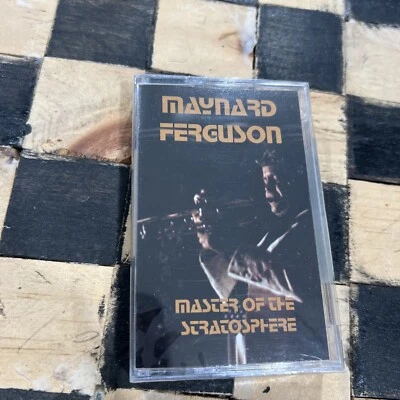 MAYNARD
FERGUSON
MASTER OF THE
STRATOSPHERE